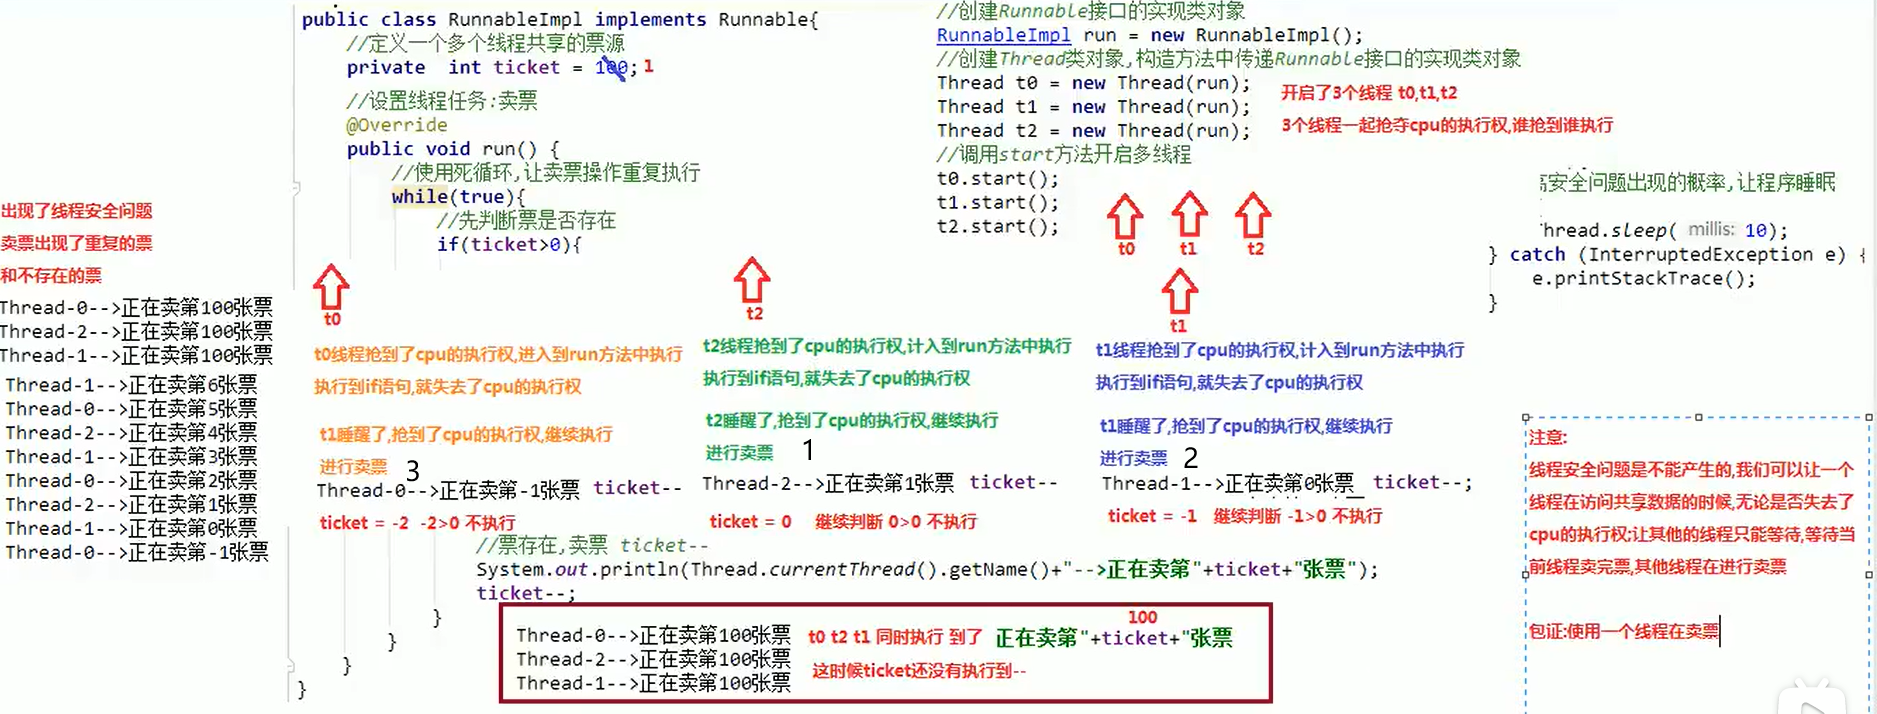 public class RunnableImpl implements Runnable{
//定义一个多个线程共享的票源
private int ticket = 100; 1
//设置线程任务:卖票
@Override
public void run() {
//使用死循环,让卖票操作重复执行
while(true){
//先判断票是否存在
if(ticket>0){
//创建Runnable接口的实现类对象
RunnableImpl run = new RunnableImpl();
//创建Thread类对象,构造方法中传递Runnable接口的实现类对象
Thread t0 = new Thread(run);
Thread t1 = new Thread(run);
Thread t2 = new Thread(run);
//调用start方法开启多线程
t0.start();
t1.start();
t2.start();
开启了3个线程 t0,t1,t2
3个线程一起抢夺cpu的执行权,谁抢到谁执行
t0 t1 t2
安全问题出现的概率,让程序睡眠
hread.sleep( millis: 10);
} catch (InterruptedException e) {
e.printStackTrace();
}
出现了线程安全问题
卖票出现了重复的票
和不存在的票
Thread-0-->正在卖第100张票
Thread-2-->正在卖第100张票
Thread-1-->正在卖第100张票
Thread-1-->正在卖第6张票
Thread-0-->正在卖第5张票
Thread-2-->正在卖第4张票
Thread-1-->正在卖第3张票
Thread-0-->正在卖第2张票
Thread-2-->正在卖第1张票
Thread-1-->正在卖第0张票
Thread-0-->正在卖第-1张票
t0
t0线程抢到了cpu的执行权,进入到run方法中执行
执行到if语句,就失去了cpu的执行权
t1睡醒了,抢到了cpu的执行权,继续执行
进行卖票 3
Thread-0-->正在卖第-1张票 ticket--
ticket = -2 -2>0 不执行
t2
t2线程抢到了cpu的执行权,计入到run方法中执行
执行到if语句,就失去了cpu的执行权
t2睡醒了,抢到了cpu的执行权,继续执行
进行卖票 1
Thread-2-->正在卖第1张票 ticket--
ticket = 0 继续判断 0>0 不执行
t1
t1线程抢到了cpu的执行权,计入到run方法中执行
执行到if语句,就失去了cpu的执行权
t1睡醒了,抢到了cpu的执行权,继续执行
进行卖票 2
Thread-1-->正在卖第0张票 ticket--;
ticket = -1 继续判断 -1>0 不执行
//票存在,卖票 ticket--
System.out.println(Thread.currentThread().getName()+"-->正在卖第"+ticket+"张票");
ticket--;
}
}
}
}
Thread-0-->正在卖第100张票
Thread-2-->正在卖第100张票
Thread-1-->正在卖第100张票
100
t0 t2 t1 同时执行 到了 正在卖第"+ticket+"张票
这时候ticket还没有执行到--
注意:
线程安全问题是不能产生的,我们可以让一个
线程在访问共享数据的时候,无论是否失去了
cpu的执行权;让其他的线程只能等待,等待当
前线程卖完票,其他线程在进行卖票
包证:使用一个线程在卖票